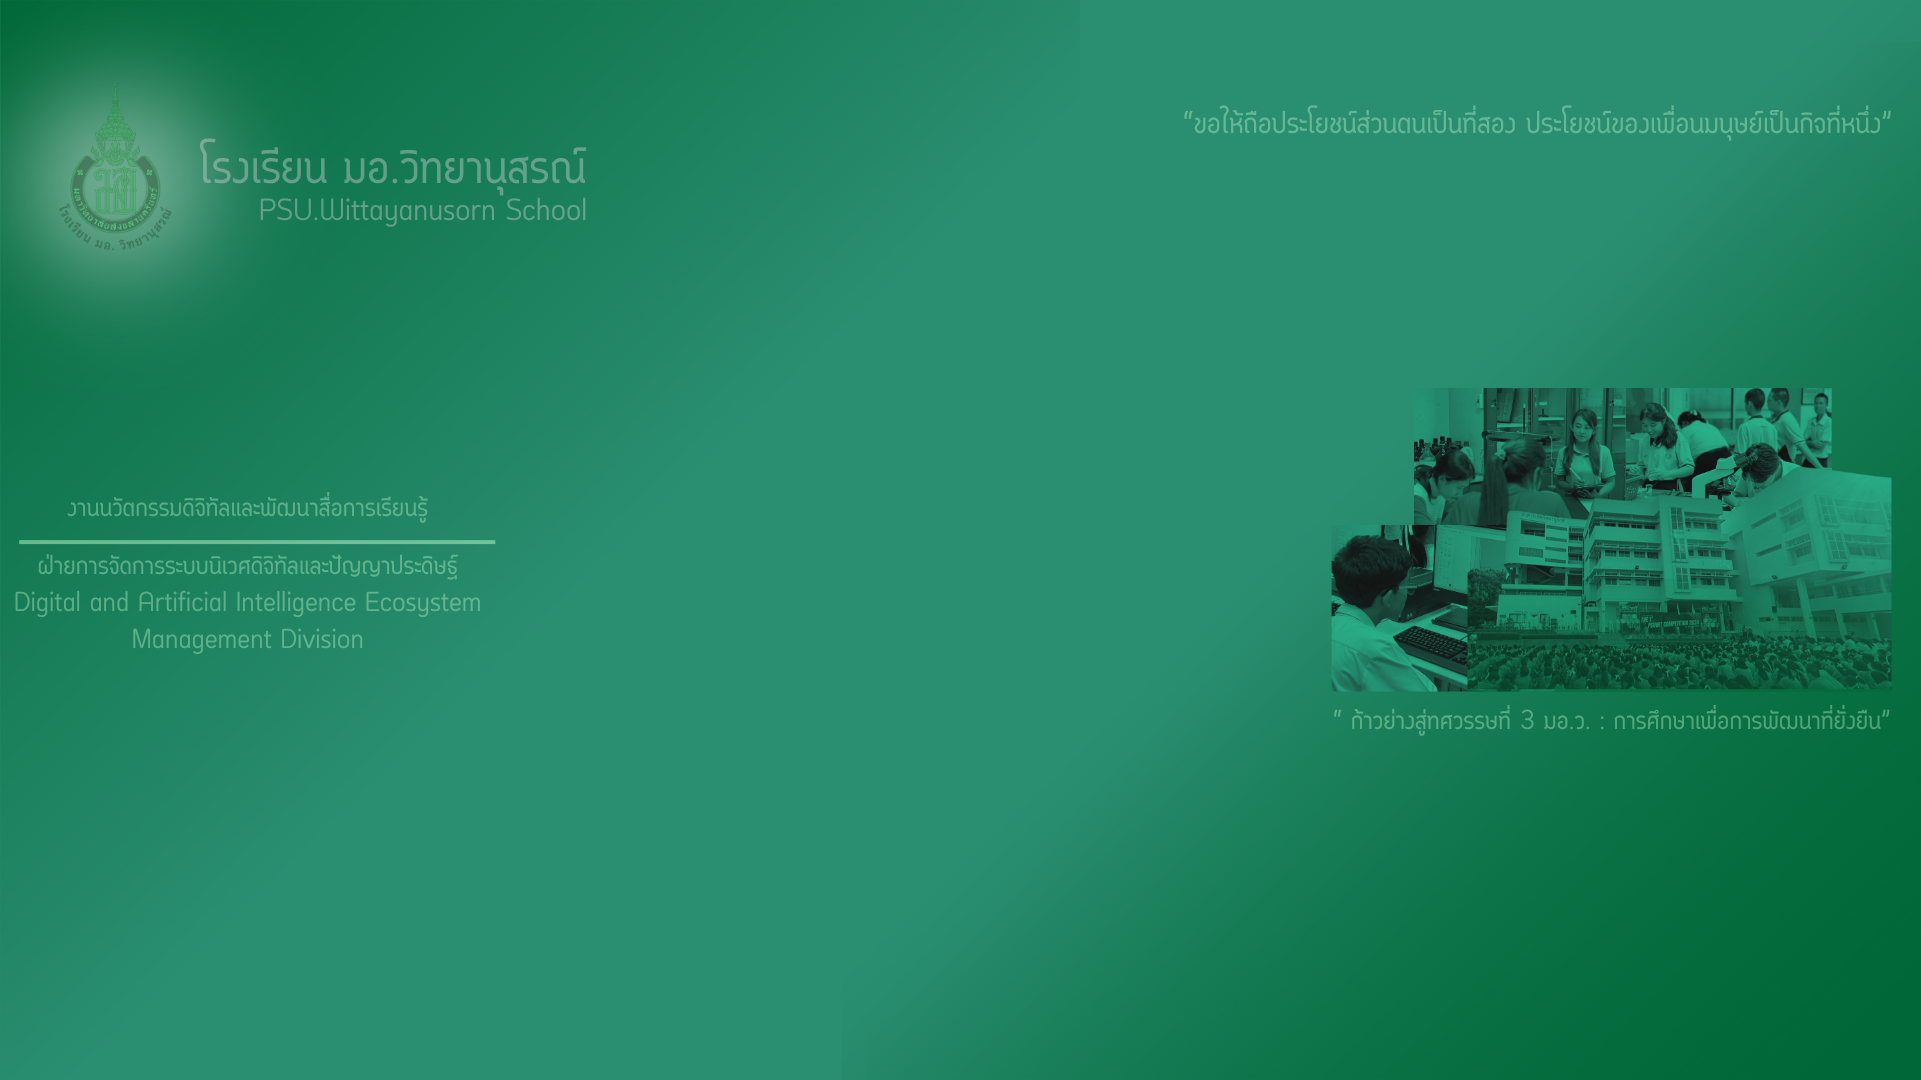 "ขอให้ถือประโยชน์ส่วนตนเป็นที่สอง ประโยชน์ของเพื่อนมนุษย์เป็นกิจที่หนึ่ง"
โรงเรียน มอ.วิทยานุสรณ์
PSU.Wittayanusorn School
โรงเรียน มอ. วิทยานุสรณ์
งานนวัตกรรมดิจิทัลและพัฒนาสื่อการเรียนรู้
ฝ่ายการจัดการระบบนิเวศดิจิทัลและปัญญาประดิษฐ์
Digital and Artificial Intelligence Ecosystem
Management Division
" ก้าวย่างสู่ทศวรรษที่ 3 มอ.ว. : การศึกษาเพื่อการพัฒนาที่ยั่งยืน"